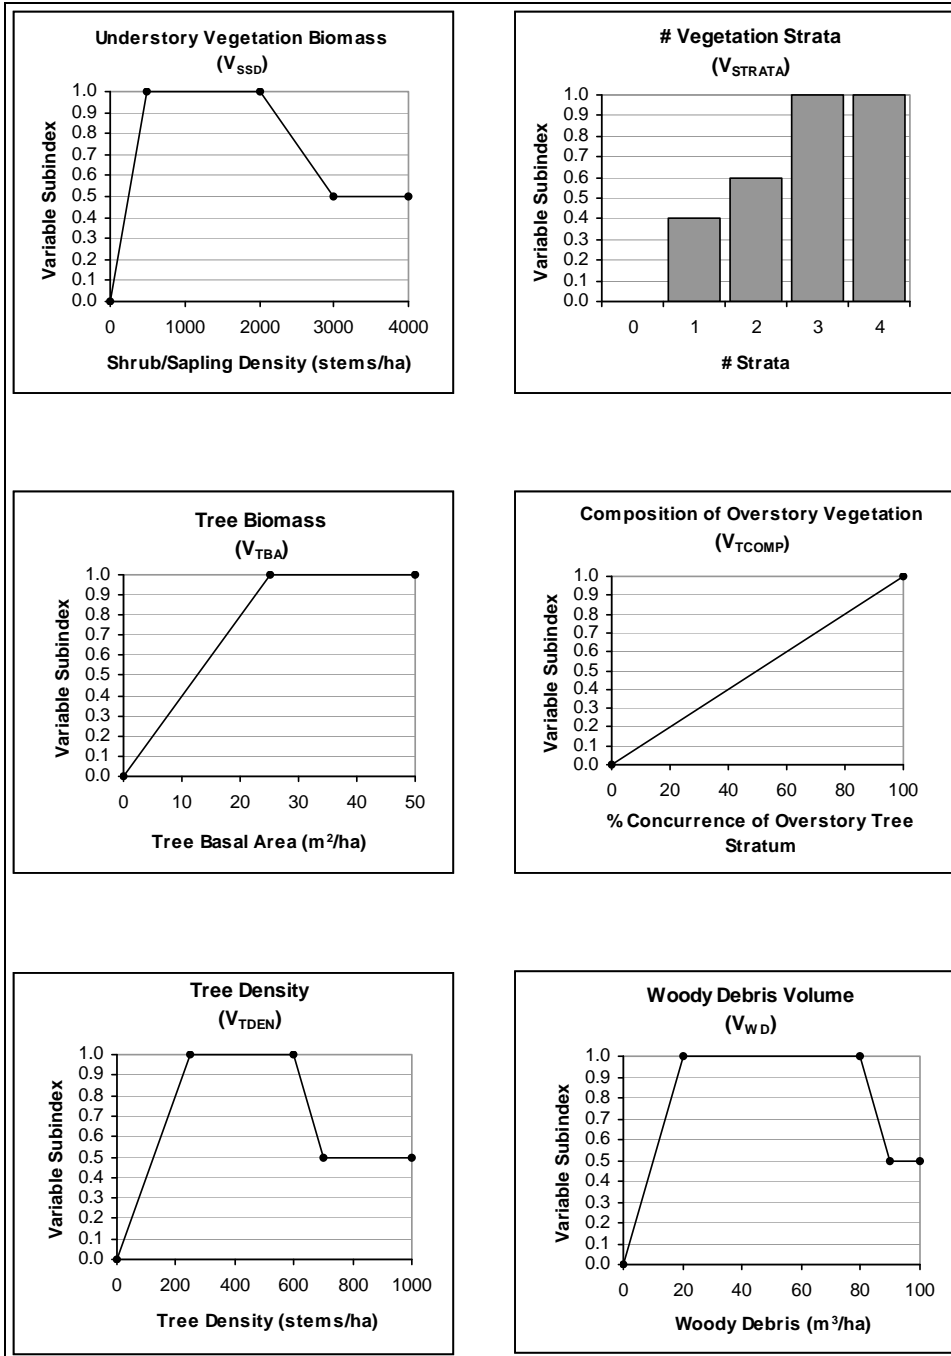 Understory Vegetation Biomass
(V_SSD)
1.0
0.9
0.8
0.7
0.6
0.5
0.4
0.3
0.2
0.1
0.0
Variable Subindex
0 1000 2000 3000 4000
Shrub/Sapling Density (stems/ha)
# Vegetation Strata
(V_STRATA)
1.0
0.9
0.8
0.7
0.6
0.5
0.4
0.3
0.2
0.1
0.0
Variable Subindex
0 1 2 3 4
# Strata
Tree Biomass
(V_TBA)
1.0
0.9
0.8
0.7
0.6
0.5
0.4
0.3
0.2
0.1
0.0
Variable Subindex
0 10 20 30 40 50
Tree Basal Area (m²/ha)
Composition of Overstory Vegetation
(V_TCOMP)
1.0
0.9
0.8
0.7
0.6
0.5
0.4
0.3
0.2
0.1
0.0
Variable Subindex
0 20 40 60 80 100
% Concurrence of Overstory Tree
Stratum
Tree Density
(V_TDEN)
1.0
0.9
0.8
0.7
0.6
0.5
0.4
0.3
0.2
0.1
0.0
Variable Subindex
0 200 400 600 800 1000
Tree Density (stems/ha)
Woody Debris Volume
(V_WD)
1.0
0.9
0.8
0.7
0.6
0.5
0.4
0.3
0.2
0.1
0.0
Variable Subindex
0 20 40 60 80 100
Woody Debris (m³/ha)